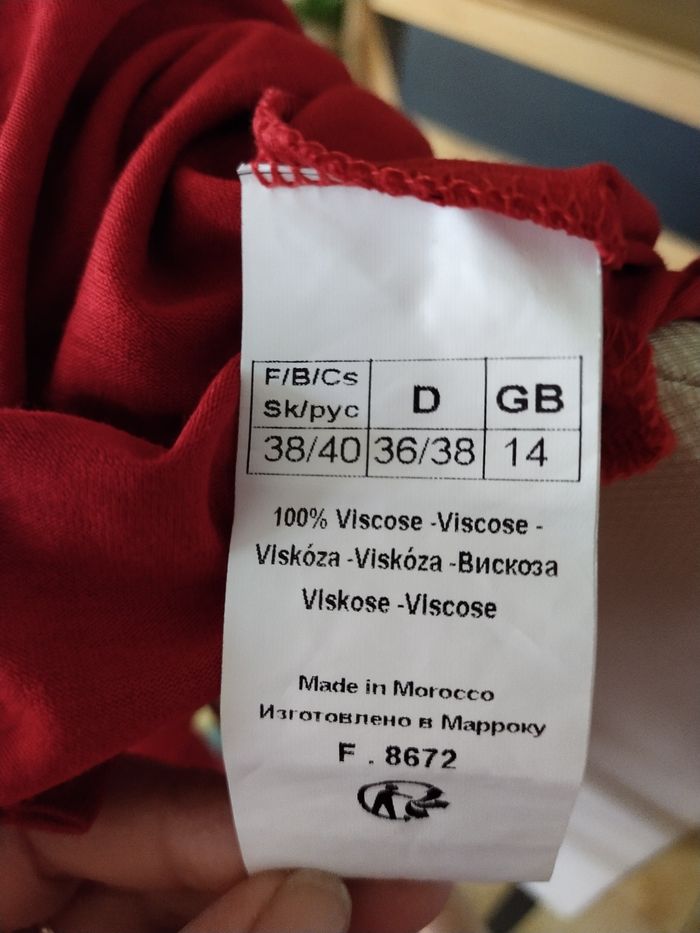 F/B/Cs
Sk/рус
D
GB
38/40
36/38
14
100% Viscose -Viscose -
Viskóza -Viskóza -Вискоза
Viskose -Viscose
Made in Morocco
Изготовлено в Марроку
F . 8672